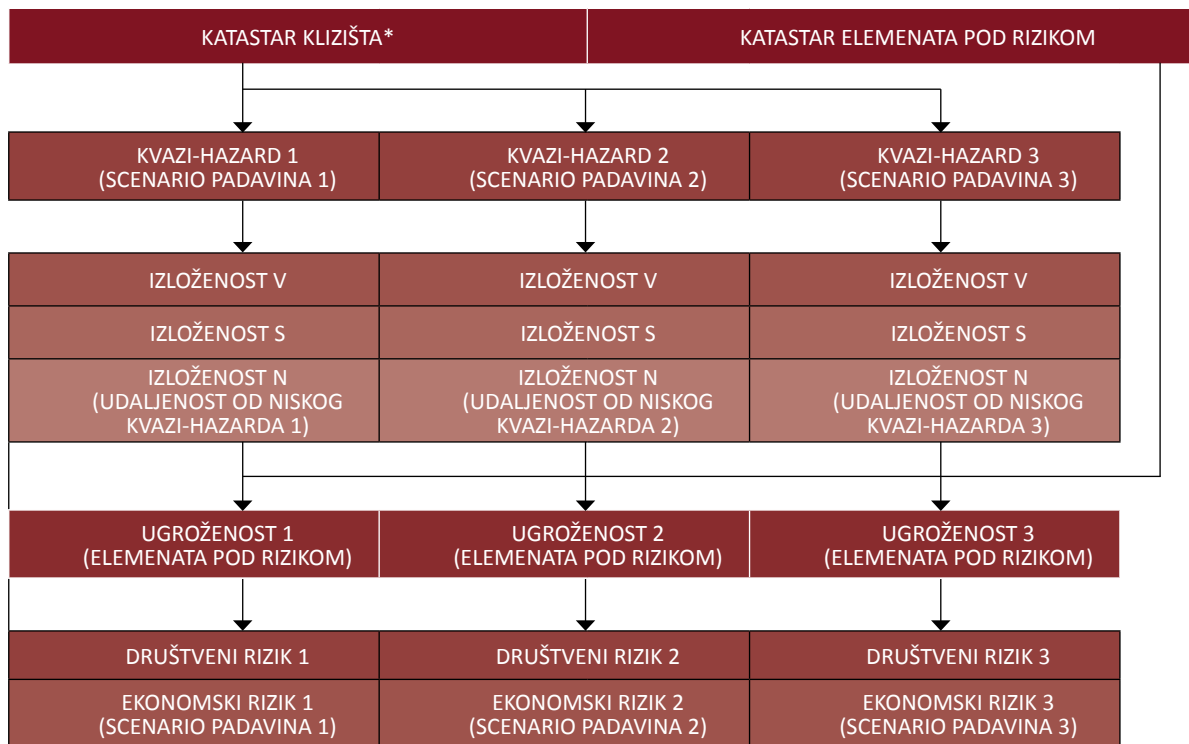 KATASTAR KLIZIŠTA*
KATASTAR ELEMENATA POD RIZIKOM
KVAZI-HAZARD 1
(SCENARIO PADAVINA 1)
KVAZI-HAZARD 2
(SCENARIO PADAVINA 2)
KVAZI-HAZARD 3
(SCENARIO PADAVINA 3)
IZLOŽENOST V
IZLOŽENOST V
IZLOŽENOST V
IZLOŽENOST S
IZLOŽENOST S
IZLOŽENOST S
IZLOŽENOST N
(UDALJENOST OD NISKOG
KVAZI-HAZARDA 1)
IZLOŽENOST N
(UDALJENOST OD NISKOG
KVAZI-HAZARDA 2)
IZLOŽENOST N
(UDALJENOST OD NISKOG
KVAZI-HAZARDA 3)
UGROŽENOST 1
(ELEMENATA POD RIZIKOM)
UGROŽENOST 2
(ELEMENATA POD RIZIKOM)
UGROŽENOST 3
(ELEMENATA POD RIZIKOM)
DRUŠTVENI RIZIK 1
DRUŠTVENI RIZIK 2
DRUŠTVENI RIZIK 3
EKONOMSKI RIZIK 1
(SCENARIO PADAVINA 1)
EKONOMSKI RIZIK 2
(SCENARIO PADAVINA 2)
EKONOMSKI RIZIK 3
(SCENARIO PADAVINA 3)